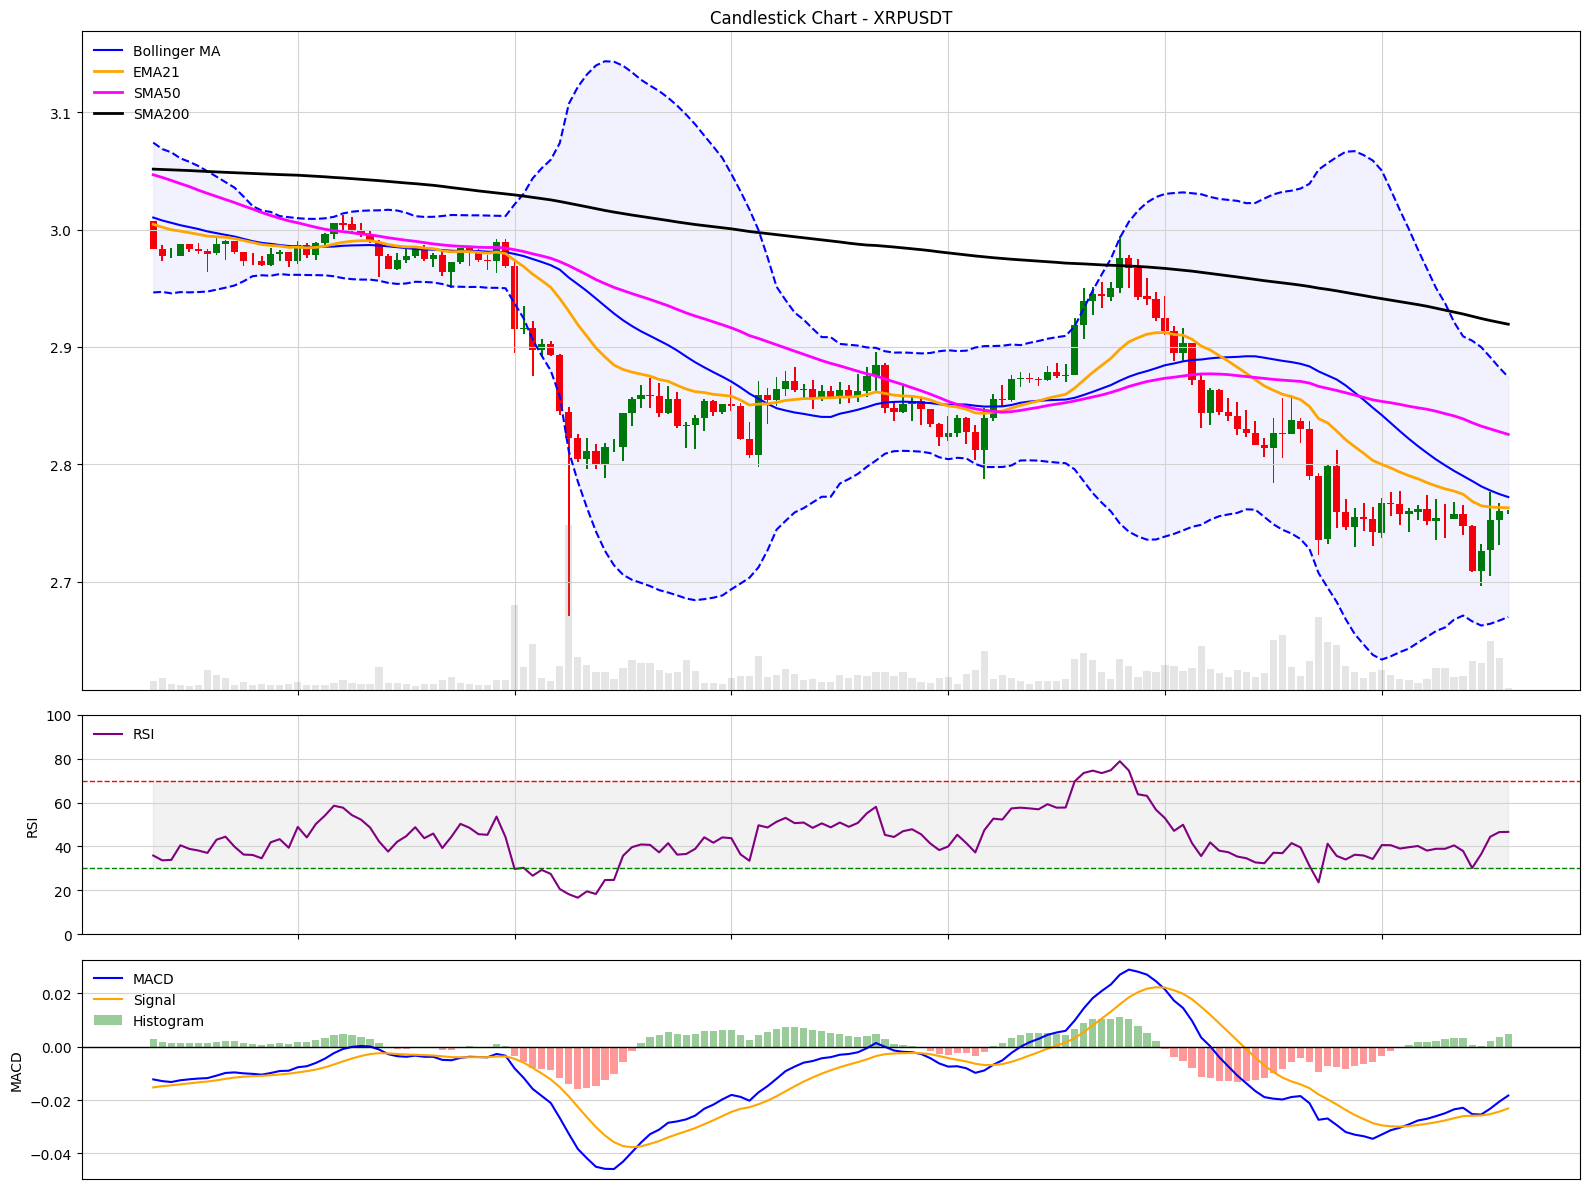 Candlestick Chart - XRPUSDT
Bollinger MA
EMA21
SMA50
SMA200
3.1
3.0
2.9
2.8
2.7
RSI
100
80
60
40
20
0
RSI
MACD
Signal
Histogram
0.02
0.00
−0.02
−0.04
MACD